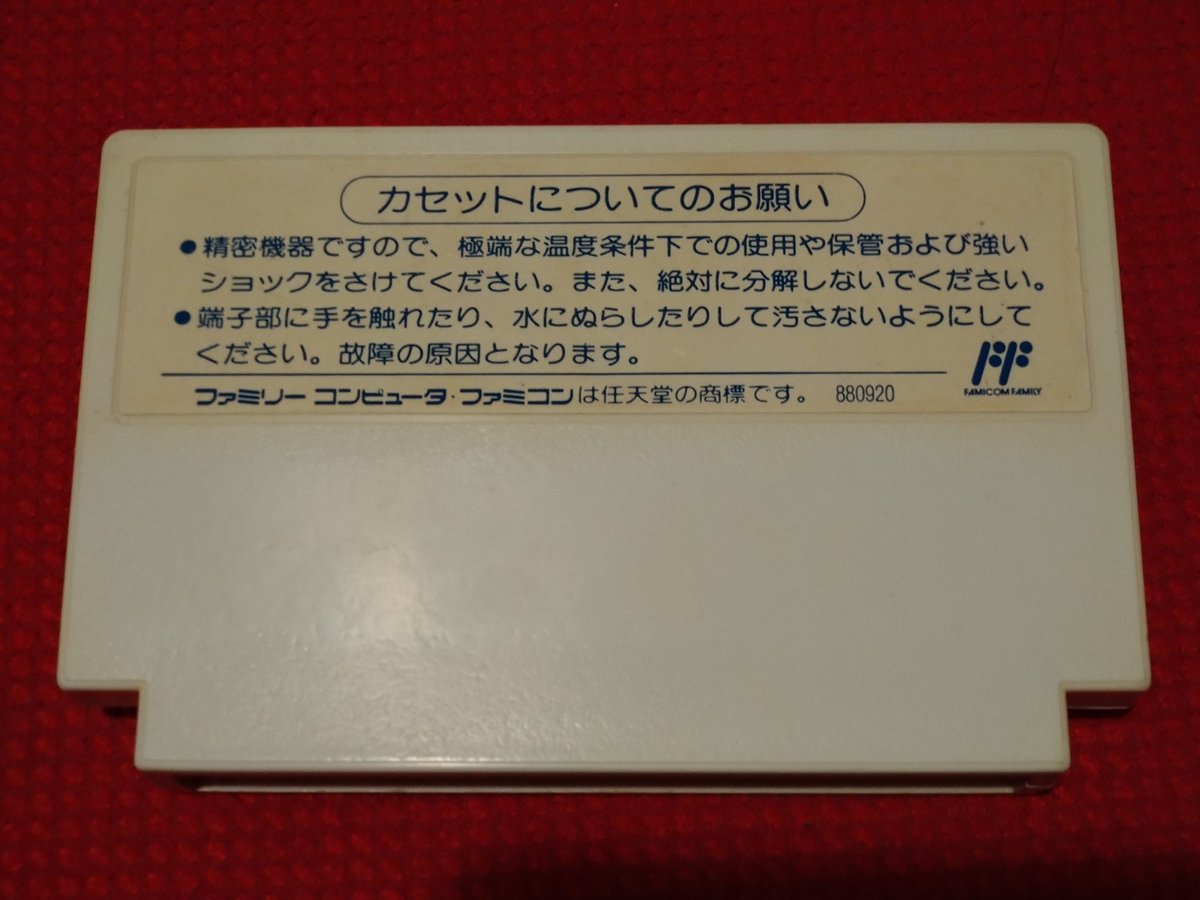 カセットについてのお願い
●精密機器ですので、極端な温度条件下での使用や保管および強い
ショックをさけてください。また、絶対に分解しないでください。
●端子部に手を触れたり、水にぬらしたりして汚さないようにして
ください。故障の原因となります。
FAMICOM FAMILY
ファミリー コンピュータ・ファミコンは任天堂の商標です。 880920